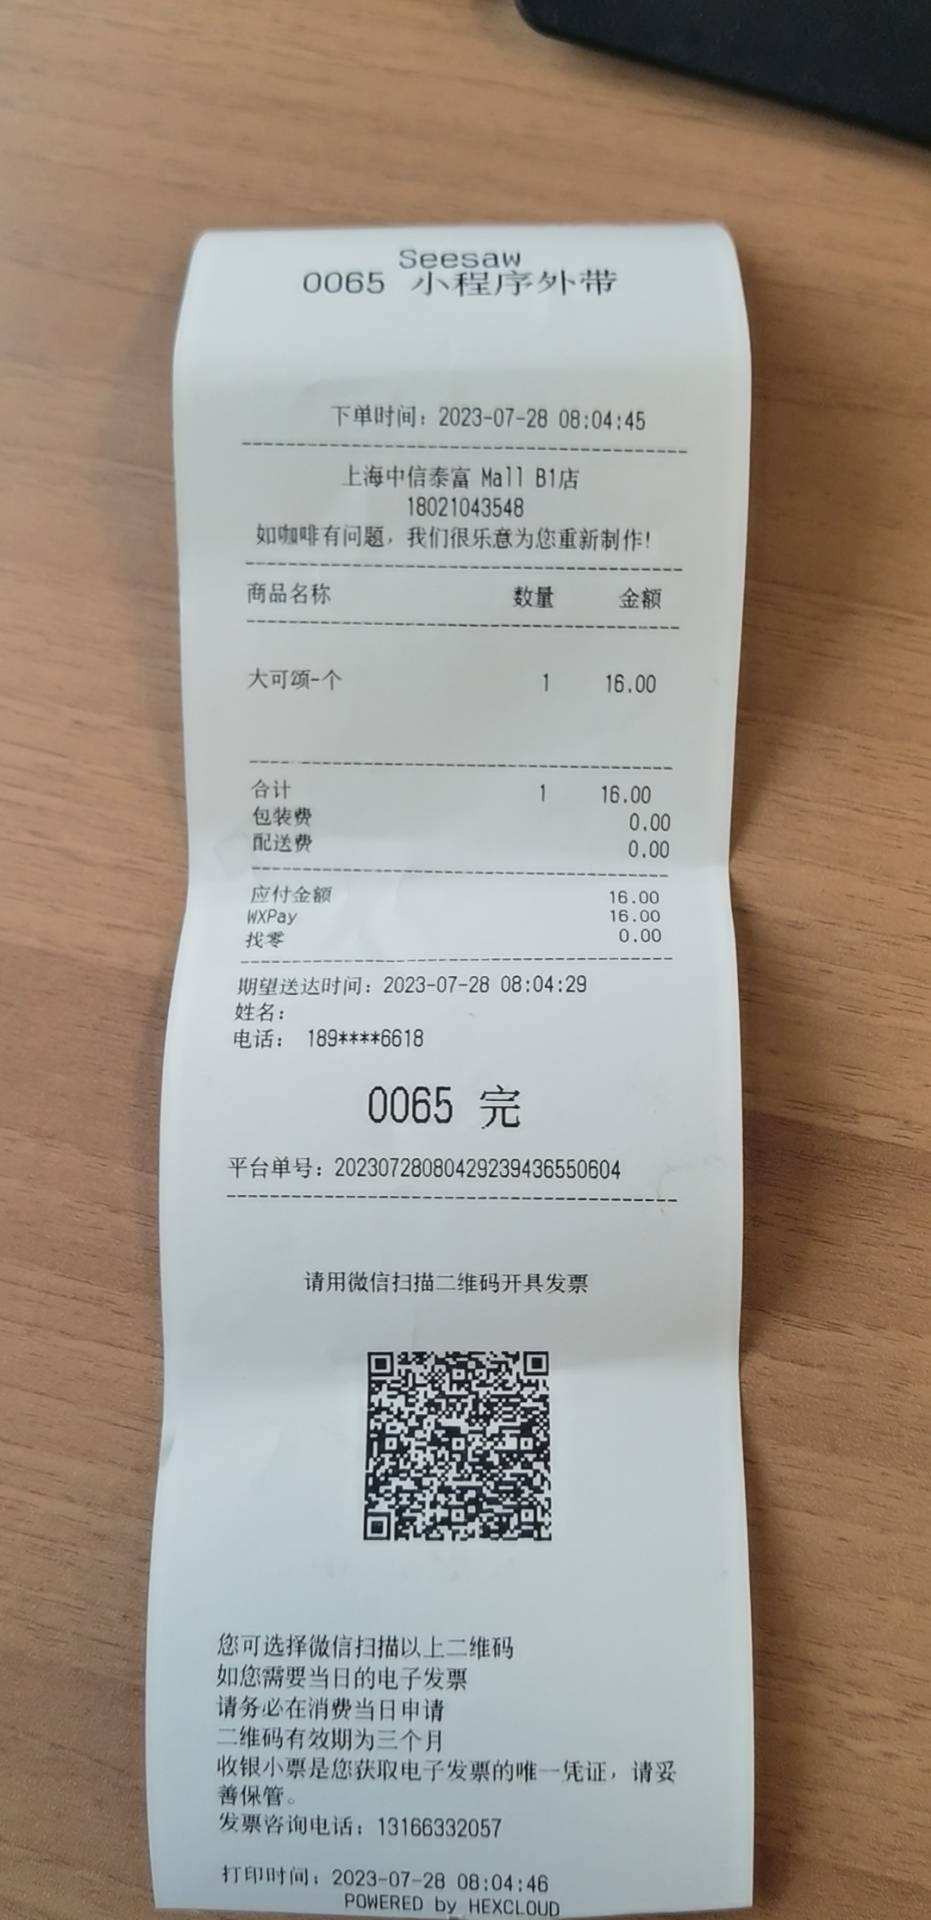 Seesaw
0065 小程序外带
下单时间：2023-07-28 08:04:45
上海中信泰富 Mall B1店
18021043548
如咖啡有问题，我们很乐意为您重新制作！
商品名称 数量 金额
大可颂-个 1 16.00
合计 1 16.00
包装费 0.00
配送费 0.00
应付金额 16.00
WXPay 16.00
找零 0.00
期望送达时间：2023-07-28 08:04:29
姓名：
电话： 189****6618
0065 完
平台单号：20230728080429239436550604
请用微信扫描二维码开具发票
您可选择微信扫描以上二维码
如您需要当日的电子发票
请务必在消费当日申请
二维码有效期为三个月
收银小票是您获取电子发票的唯一凭证，请妥
善保管。
发票咨询电话：13166332057
打印时间：2023-07-28 08:04:46
POWERED by HEXCLOUD